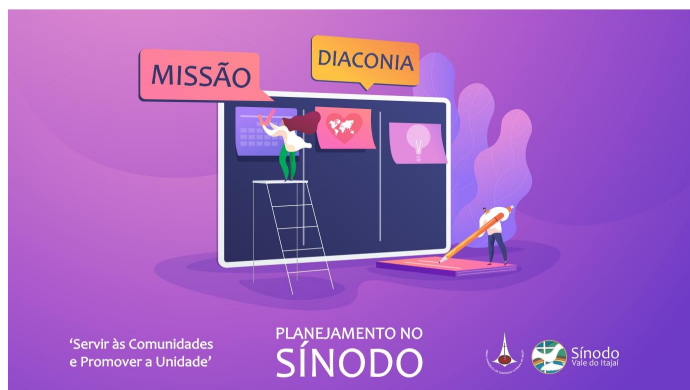 MISSÃO
DIACONIA
'Servir às Comunidades
e Promover a Unidade'
PLANEJAMENTO NO
SÍNODO
Sínodo
Vale do Itajaí